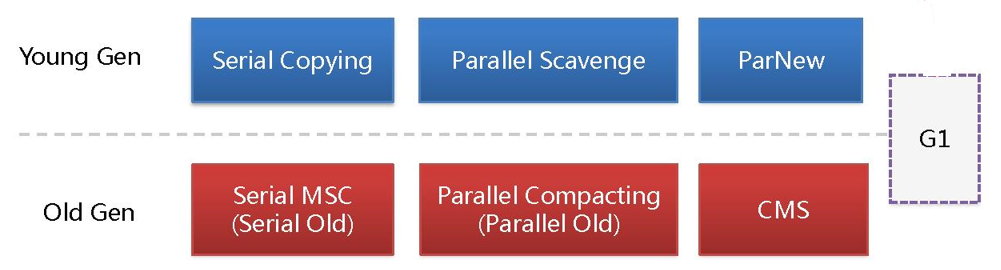 Young Gen
Serial Copying
Parallel Scavenge
ParNew
G1
Old Gen
Serial MSC
(Serial Old)
Parallel Compacting
(Parallel Old)
CMS